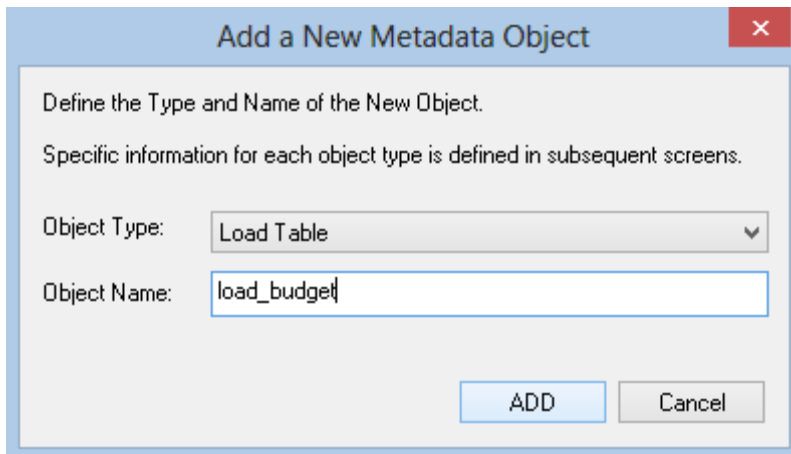 Add a New Metadata Object
Define the Type and Name of the New Object.
Specific information for each object type is defined in subsequent screens.
Object Type: Load Table
Object Name: load_budget
ADD Cancel